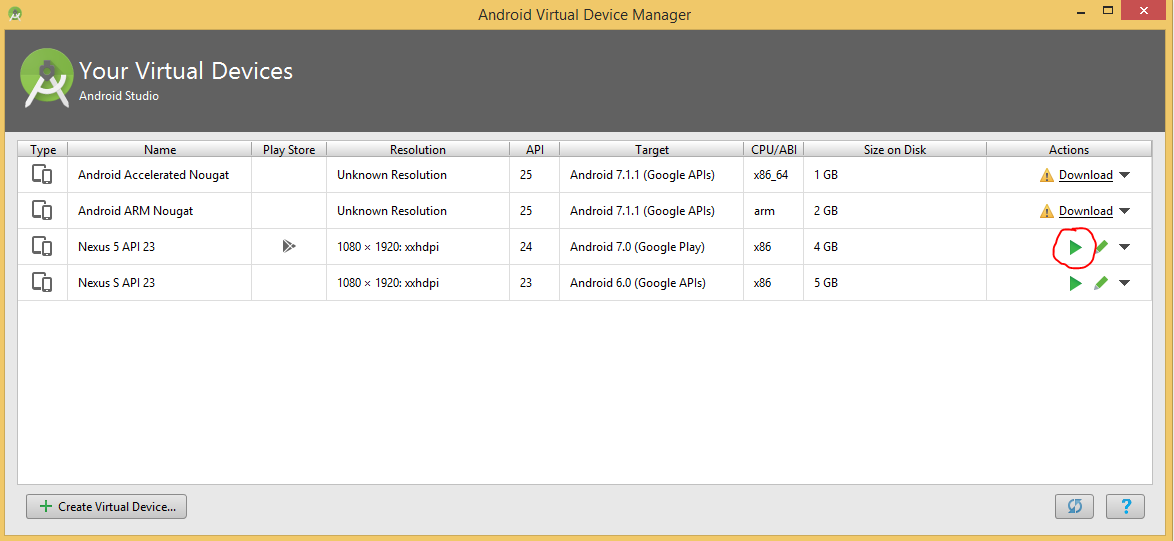 Android Virtual Device Manager
Your Virtual Devices
Android Studio
Type Name Play Store Resolution API Target CPU/ABI Size on Disk Actions
Android Accelerated Nougat Unknown Resolution 25 Android 7.1.1 (Google APIs) x86_64 1 GB Download
Android ARM Nougat Unknown Resolution 25 Android 7.1.1 (Google APIs) arm 2 GB Download
Nexus 5 API 23 1080 × 1920: xxhdpi 24 Android 7.0 (Google Play) x86 4 GB
Nexus S API 23 1080 × 1920: xxhdpi 23 Android 6.0 (Google APIs) x86 5 GB
Create Virtual Device... ?